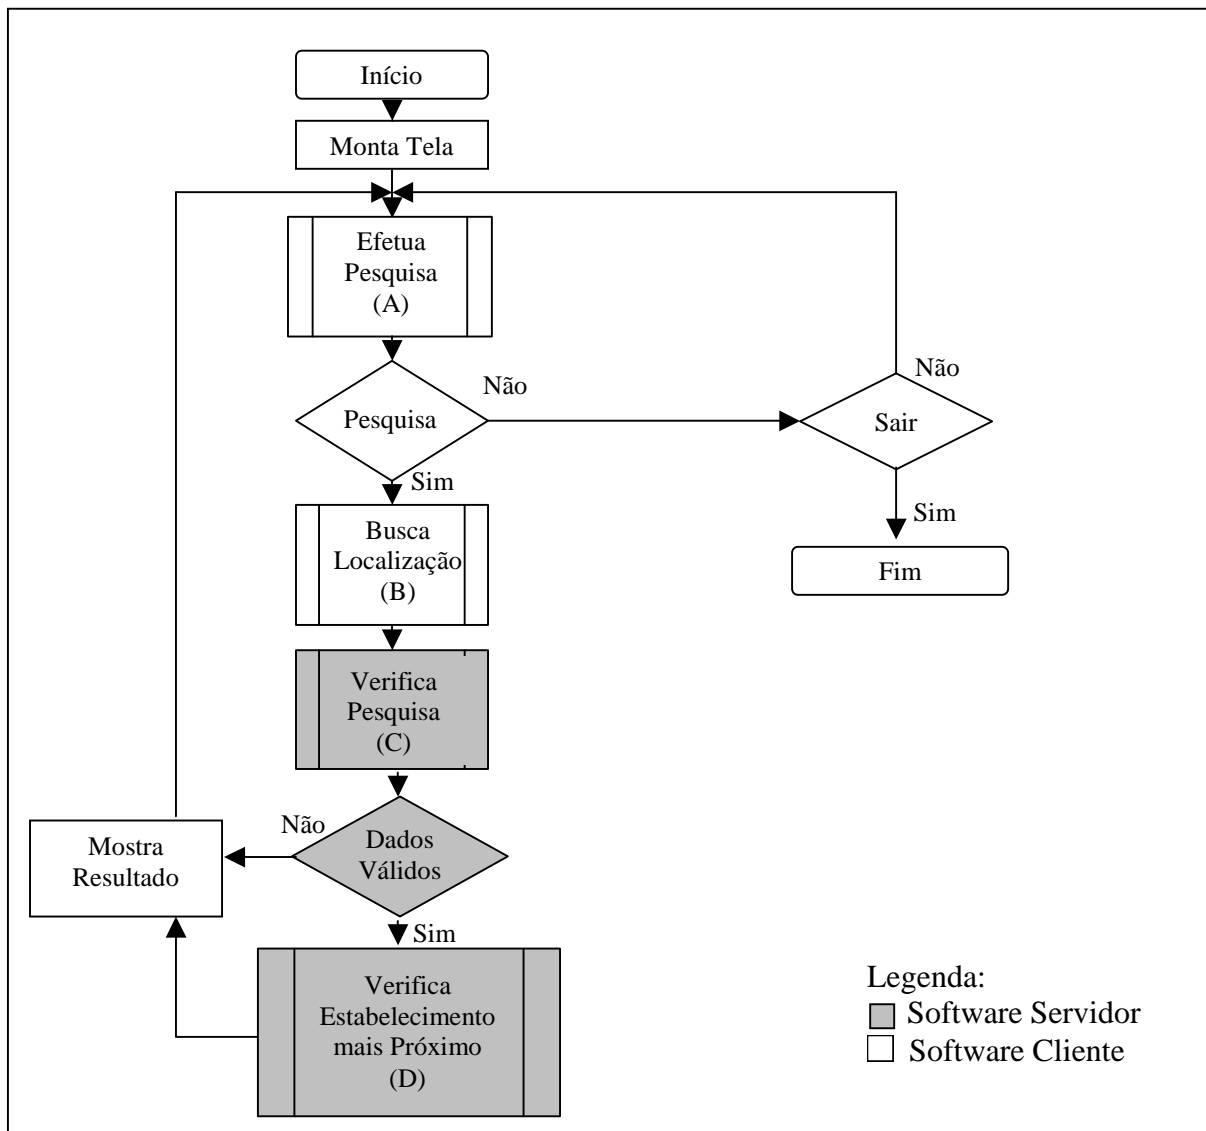 Início
Monta Tela
Efetua
Pesquisa
(A)
Não
Não
Pesquisa
Sair
Sim
Sim
Busca
Localização
(B)
Fim
Verifica
Pesquisa
(C)
Não
Dados
Válidos
Mostra
Resultado
Sim
Verifica
Estabelecimento
mais Próximo
(D)
Legenda:
Software Servidor
Software Cliente